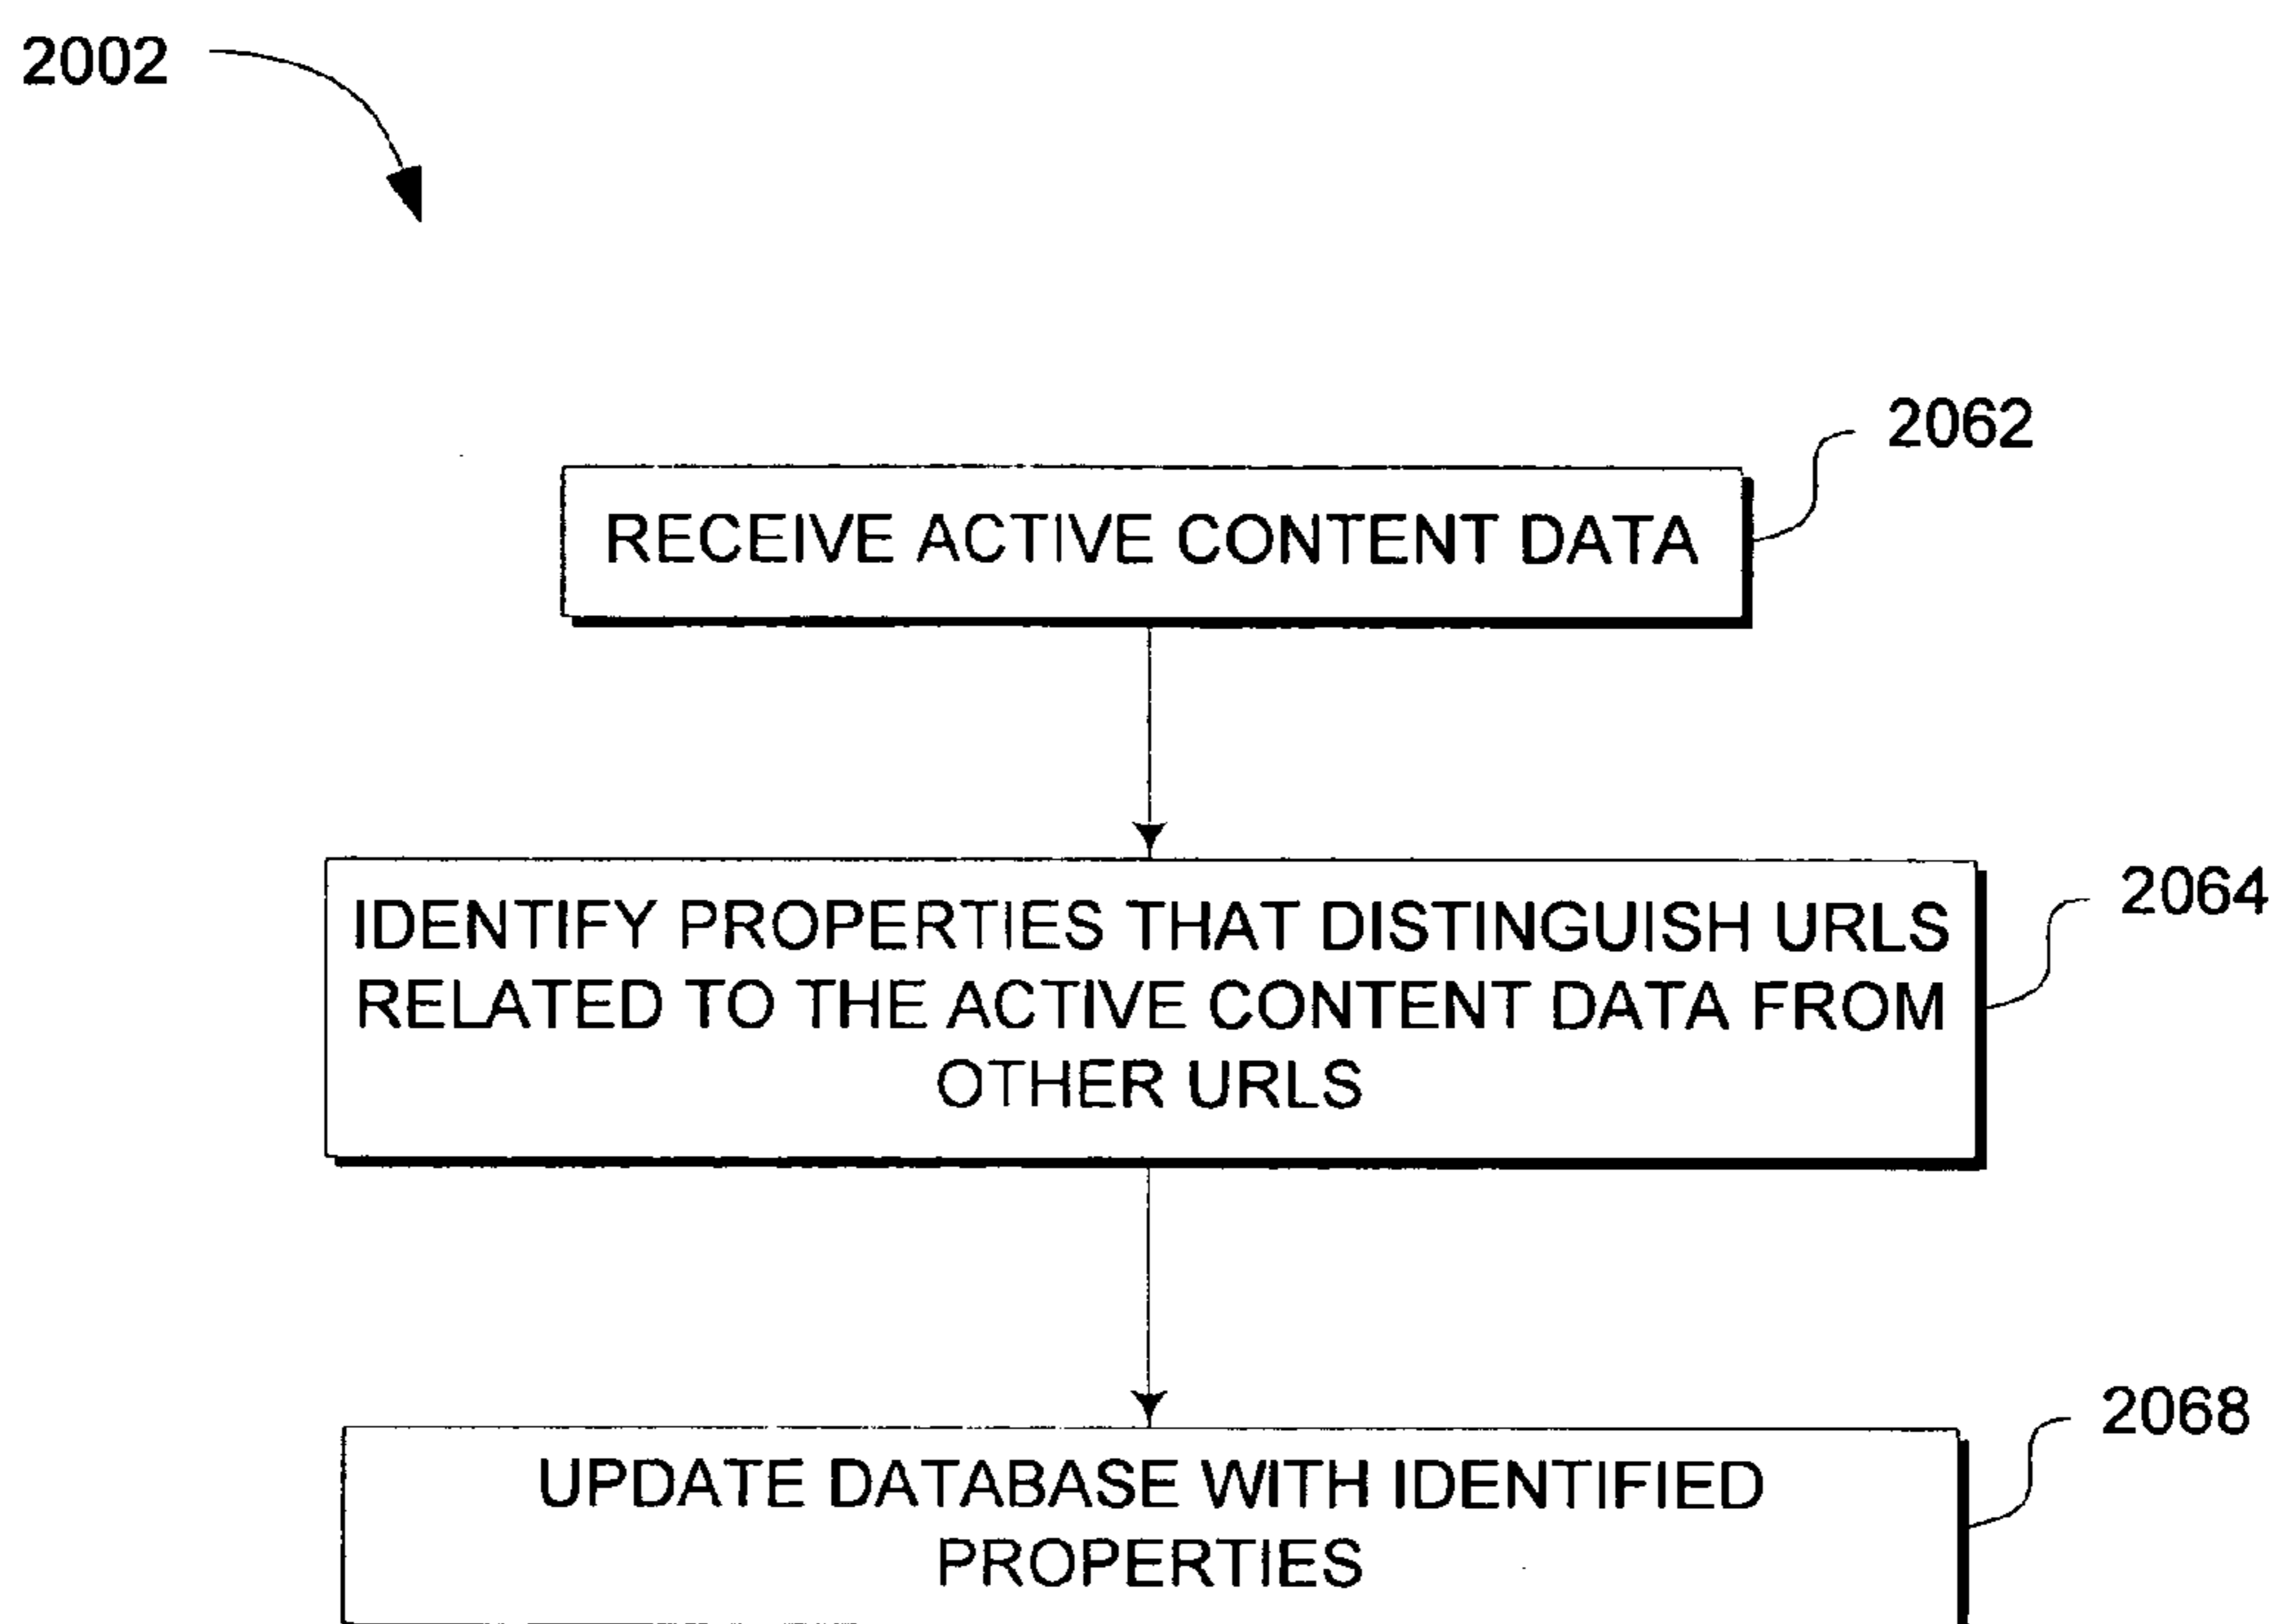 2002
2062
RECEIVE ACTIVE CONTENT DATA
2064
IDENTIFY PROPERTIES THAT DISTINGUISH URLS
RELATED TO THE ACTIVE CONTENT DATA FROM
OTHER URLS
2068
UPDATE DATABASE WITH IDENTIFIED
PROPERTIES